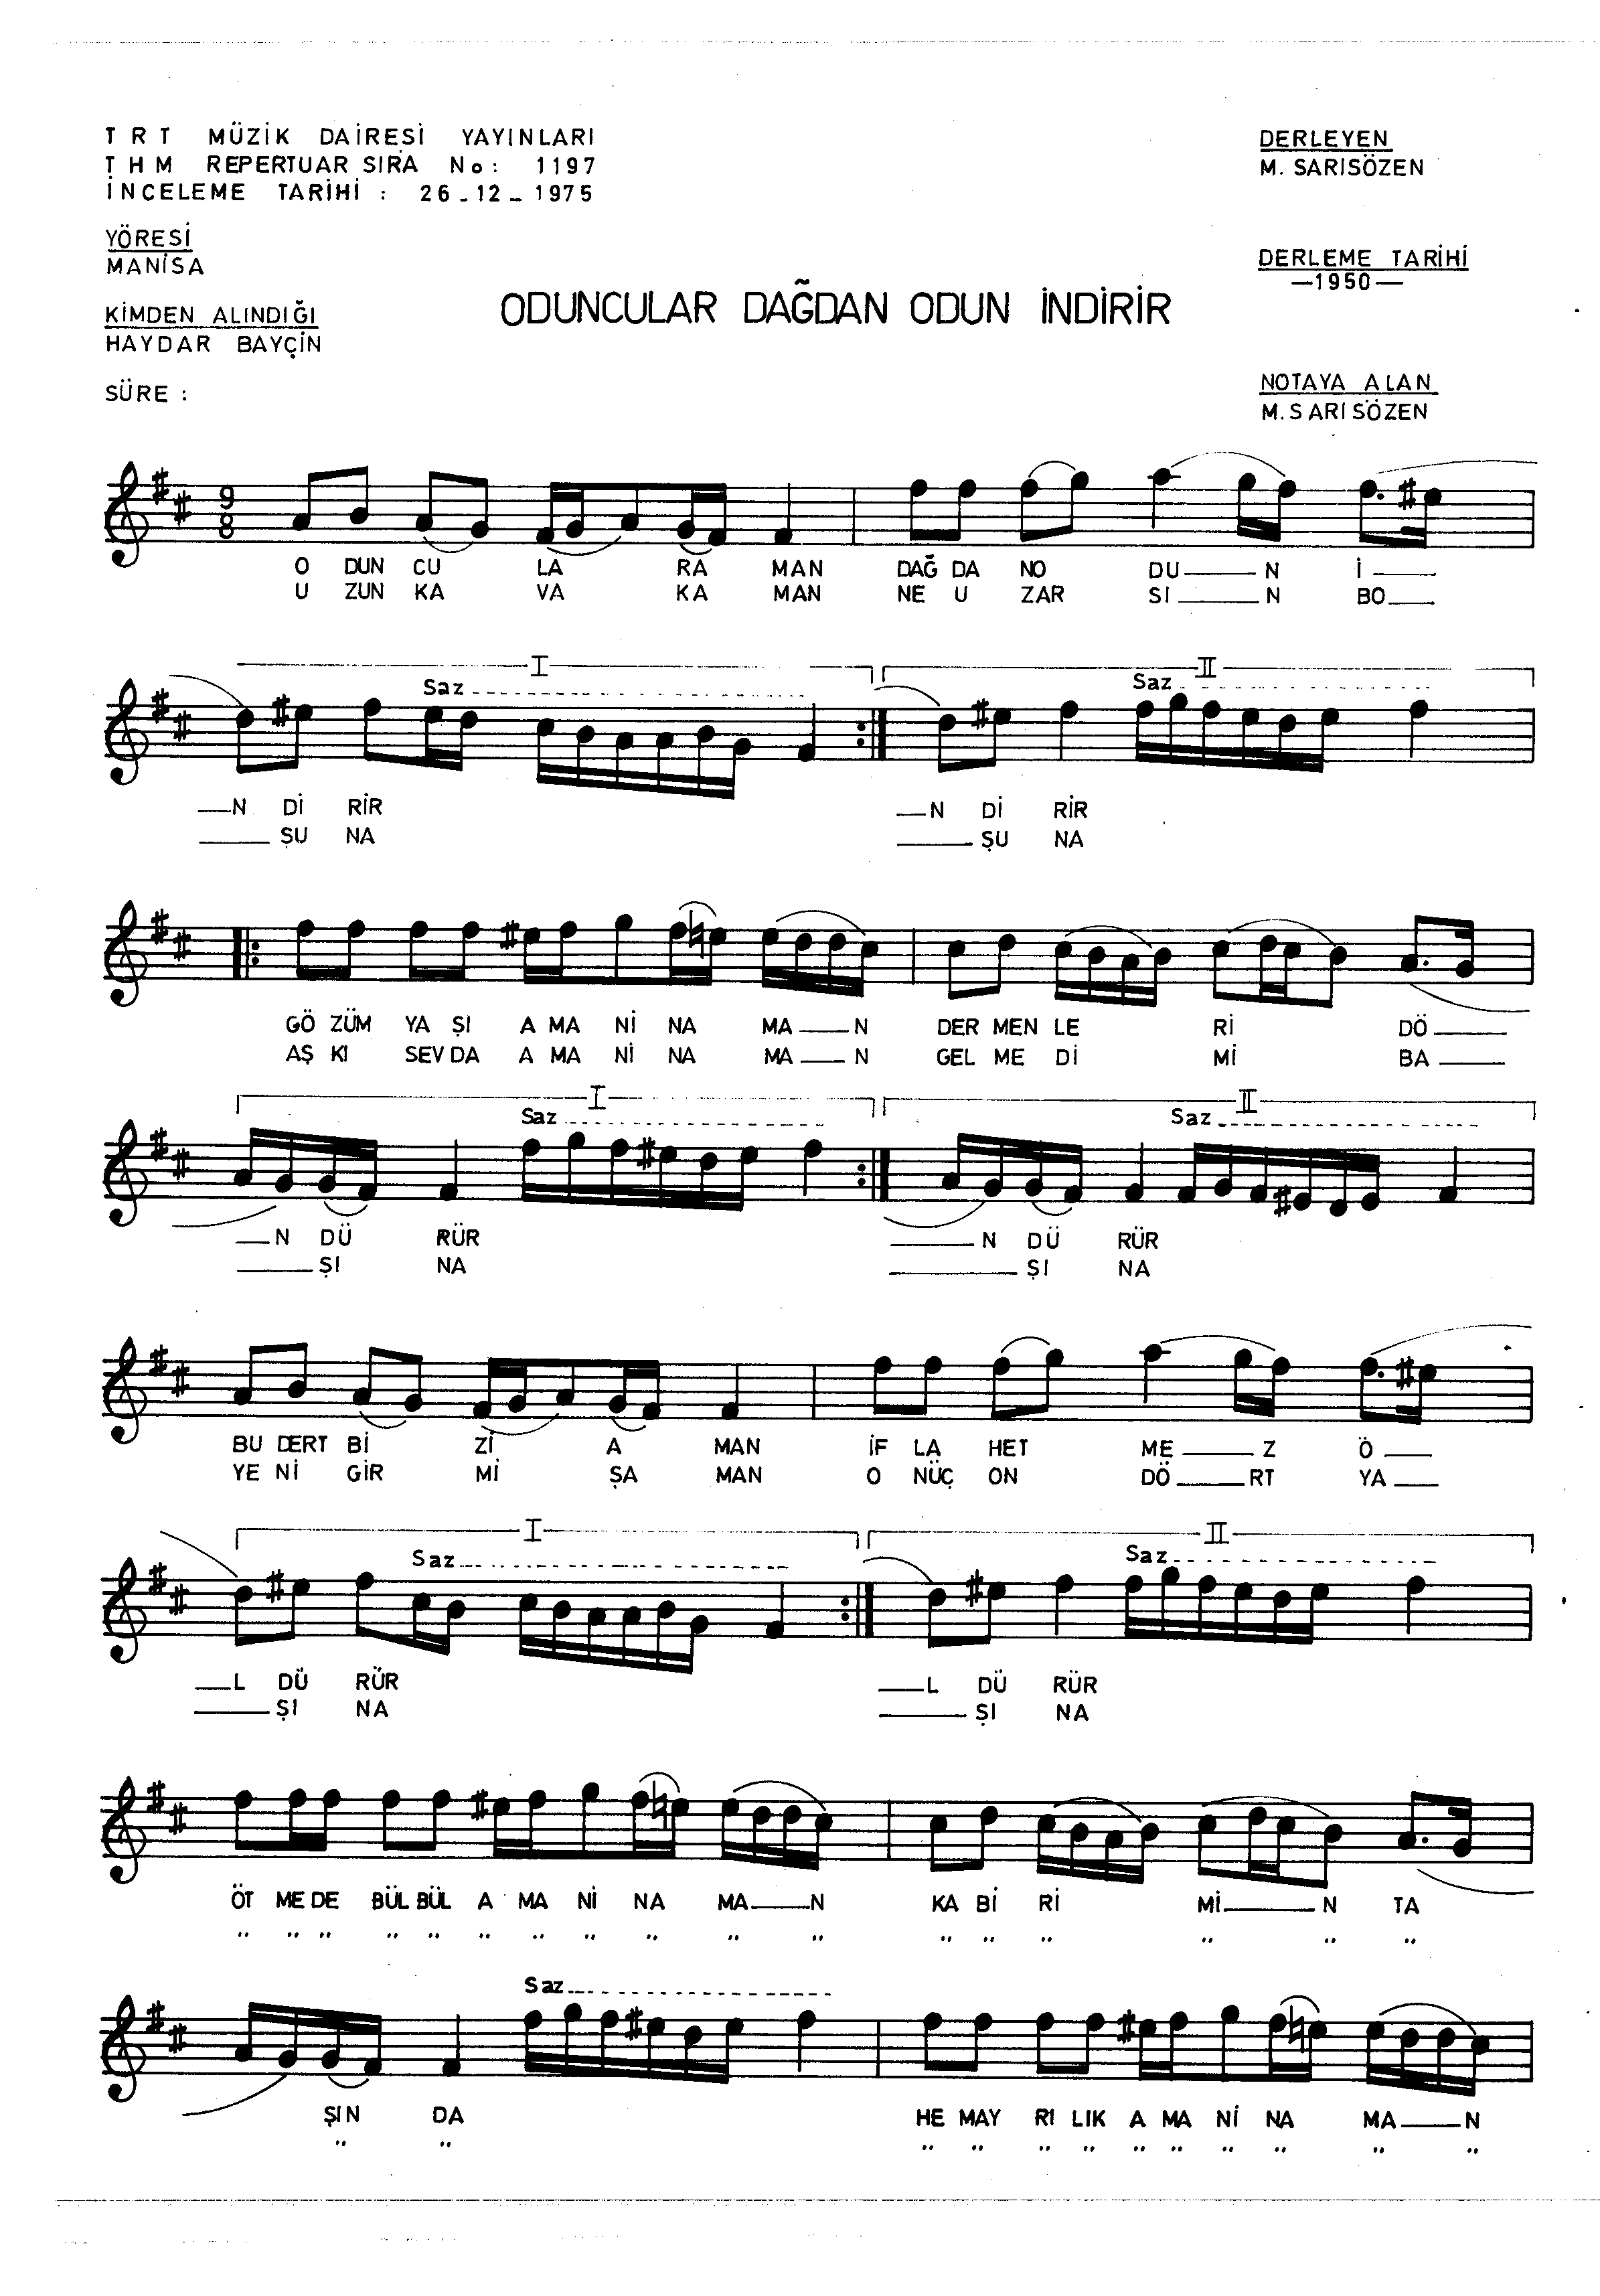 TRT MÜZİK DAİRESİ YAYINLARI
THM REPERTUAR SIRA No: 1197
İNCELEME TARİHİ : 26-12-1975
DERLEYEN
M. SARISÖZEN
YÖRESİ
MANİSA
DERLEME TARİHİ
—1950—
KİMDEN ALINDIĞI
HAYDAR BAYÇİN
ODUNCULAR DAĞDAN ODUN İNDİRİR
SÜRE :
NOTAYA ALAN
M. SARISÖZEN
9
8
O DUN CU LA RA MAN DAĞ DA NO DU——N İ——
U ZUN KA VA KA MAN NE U ZAR SI——N BO——
I II
Saz Saz
——N Dİ RİR ——N Dİ RİR
—— ŞU NA —— ŞU NA
GÖ ZÜM YA ŞI A MA Nİ NA MA——N DER MEN LE Rİ DÖ——
AŞ KI SEV DA A MA Nİ NA MA——N GEL ME Dİ Mİ BA——
I II
Saz Saz
——N DÜ RÜR ——N DÜ RÜR
—— ŞI NA —— ŞI NA
BU DERT Bİ Zİ A MAN İF LA HET ME——Z Ö——
YE Nİ GİR Mİ ŞA MAN O NÜÇ ON DÖ——RT YA——
I II
Saz Saz
——L DÜ RÜR ——L DÜ RÜR
—— ŞI NA —— ŞI NA
ÖT ME DE BÜL BÜL A MA Nİ NA MA——N KA Bİ Rİ Mİ——N TA
,, ,, ,, ,, ,, ,, ,, ,, ,, ,, ,, ,, ,, ,, ,, ,, ,,
Saz
ŞIN DA HE MAY RI LIK A MA Nİ NA MA——N
,, ,, ,, ,, ,, ,, ,, ,, ,, ,, ,, ,,